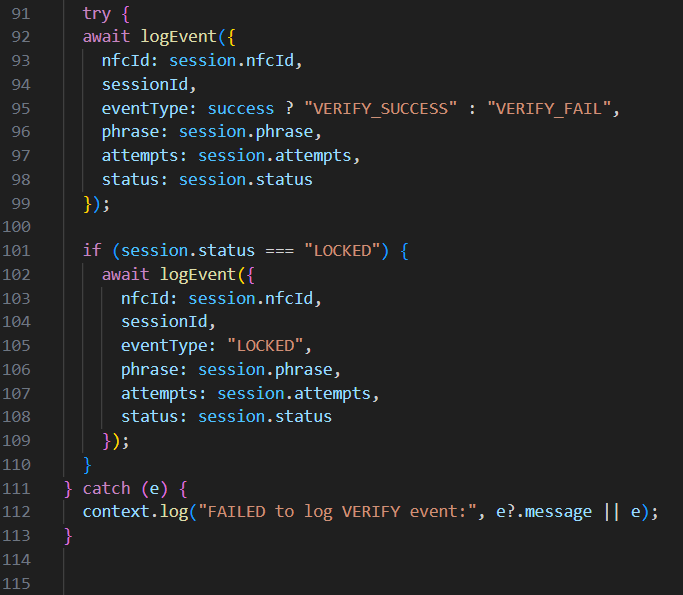 91 try {
92 await logEvent({
93 nfcId: session.nfcId,
94 sessionId,
95 eventType: success ? "VERIFY_SUCCESS" : "VERIFY_FAIL",
96 phrase: session.phrase,
97 attempts: session.attempts,
98 status: session.status
99 });
100
101 if (session.status === "LOCKED") {
102 await logEvent({
103 nfcId: session.nfcId,
104 sessionId,
105 eventType: "LOCKED",
106 phrase: session.phrase,
107 attempts: session.attempts,
108 status: session.status
109 });
110 }
111 } catch (e) {
112 context.log("FAILED to log VERIFY event:", e?.message || e);
113 }
114
115